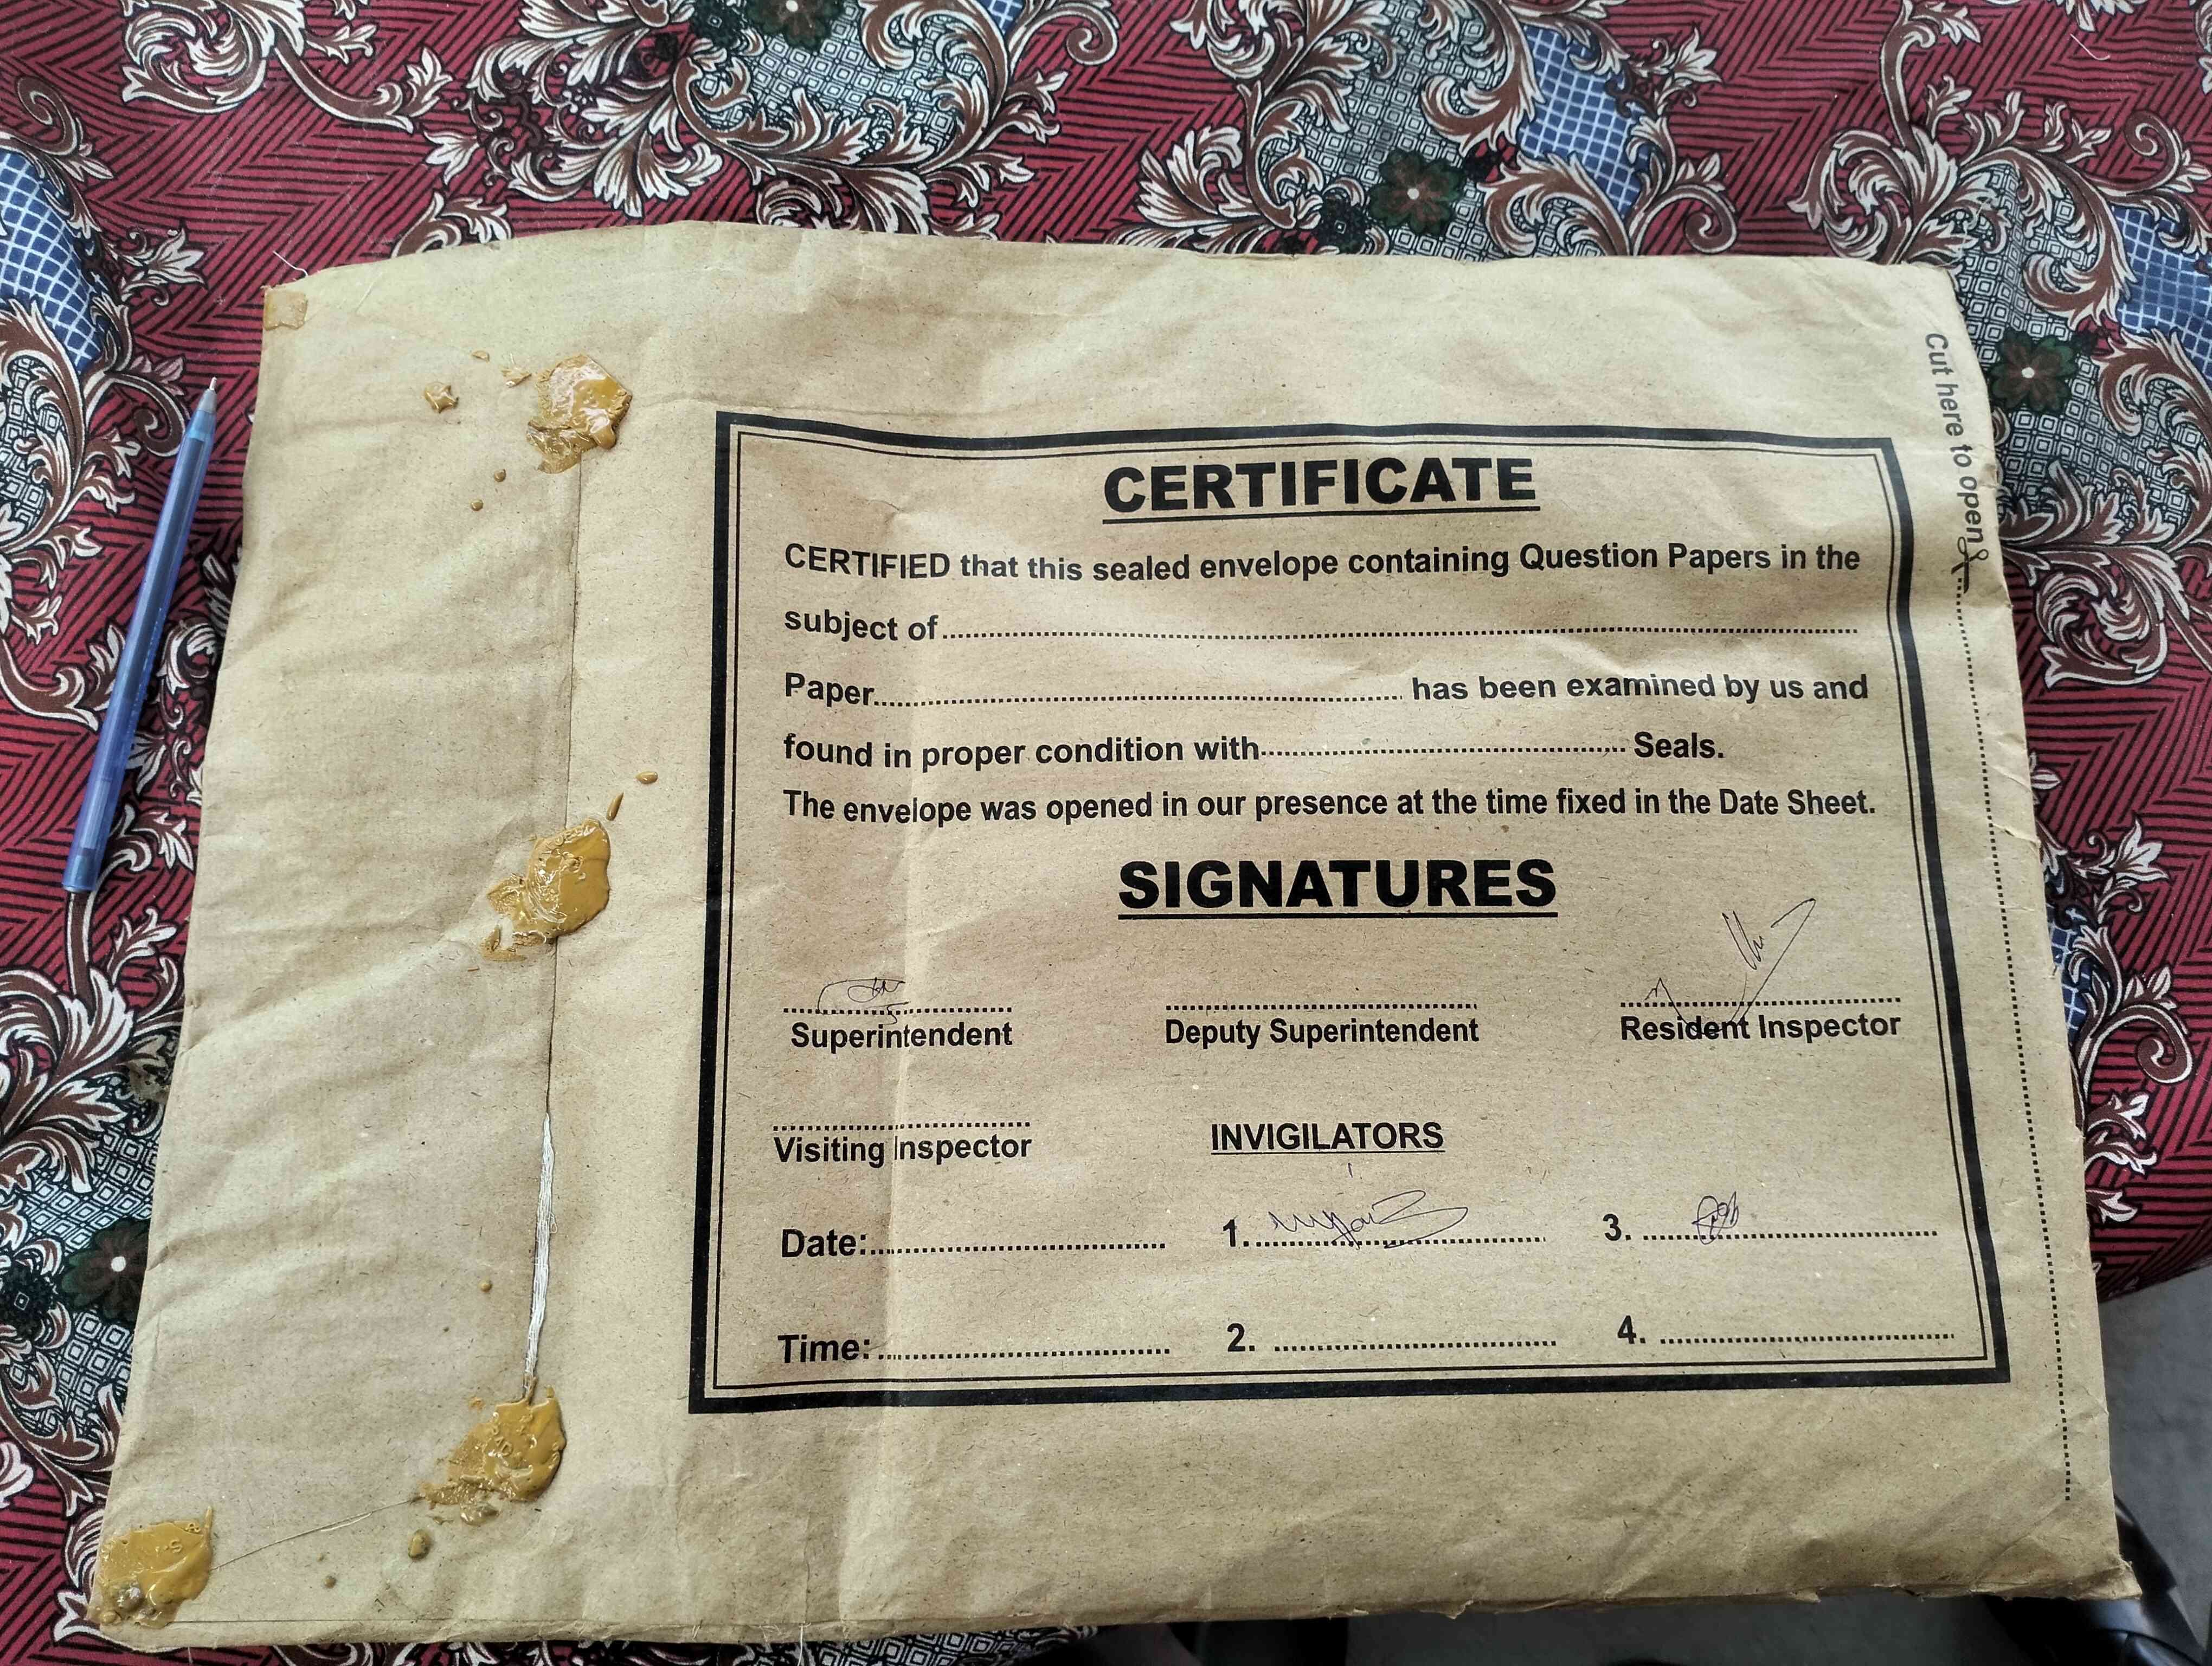 Cut here to open
CERTIFICATE
CERTIFIED that this sealed envelope containing Question Papers in the
subject of
Paper has been examined by us and
found in proper condition with Seals.
The envelope was opened in our presence at the time fixed in the Date Sheet.
SIGNATURES
Superintendent Deputy Superintendent Resident Inspector
Visiting Inspector INVIGILATORS
Date: 1. 3.
Time: 2. 4.